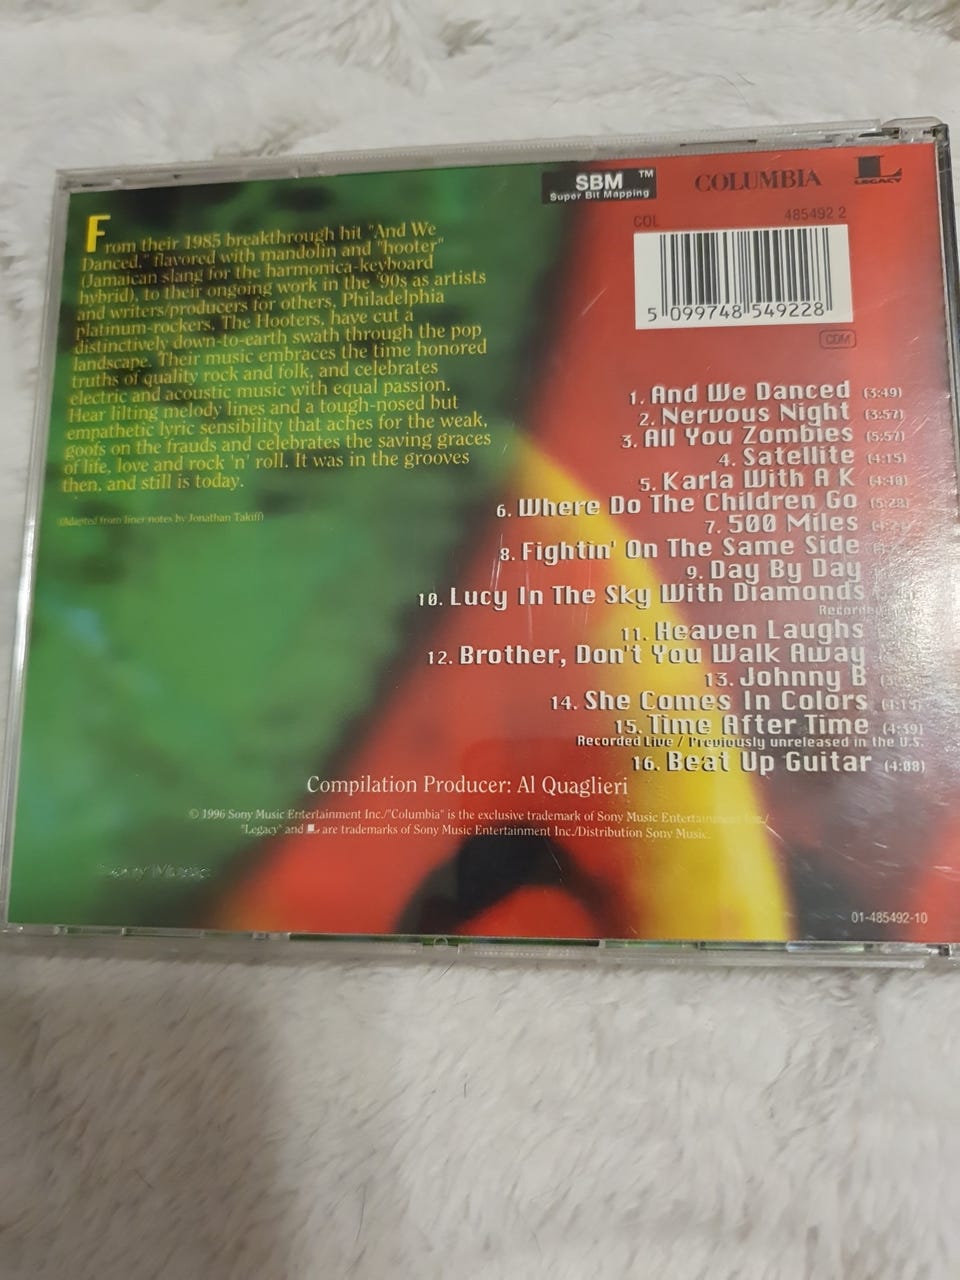 SBM ™
Super Bit Mapping
COLUMBIA
LEGACY
COL 485492 2
5 099748 549228
CDM
From their 1985 breakthrough hit "And We
Danced," flavored with mandolin and "hooter"
(Jamaican slang for the harmonica-keyboard
hybrid), to their ongoing work in the '90s as artists
and writers/producers for others, Philadelphia
platinum-rockers, The Hooters, have cut a
distinctively down-to-earth swath through the pop
landscape. Their music embraces the time honored
truths of quality rock and folk, and celebrates
electric and acoustic music with equal passion.
Hear lilting melody lines and a tough-nosed but
empathetic lyric sensibility that aches for the weak,
goofs on the frauds and celebrates the saving graces
of life, love and rock 'n' roll. It was in the grooves
then, and still is today.
(Adapted from liner notes by Jonathan Takiff)
1. And We Danced (3:49)
2. Nervous Night (3:57)
3. All You Zombies (5:57)
4. Satellite (4:15)
5. Karla With A K
6. Where Do The Children Go (5:28)
7. 500 Miles
8. Fightin' On The Same Side
9. Day By Day
10. Lucy In The Sky With Diamonds
Recorded
11. Heaven Laughs
12. Brother, Don't You Walk Away
13. Johnny B
14. She Comes In Colors
15. Time After Time (4:39)
Recorded Live / Previously unreleased in the U.S.
16. Beat Up Guitar (4:08)
Compilation Producer: Al Quaglieri
© 1996 Sony Music Entertainment Inc./"Columbia" is the exclusive trademark of Sony Music Entertainment Inc./
"Legacy" and L are trademarks of Sony Music Entertainment Inc./Distribution Sony Music.
Sony Music
01-485492-10